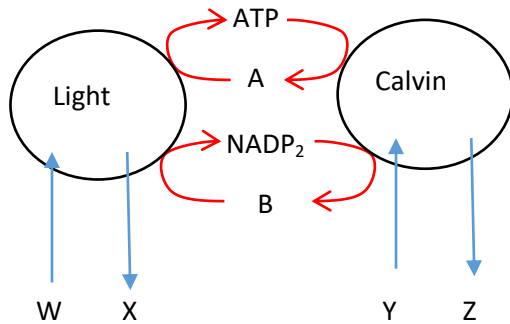 ATP
A
Light
Calvin
NADP₂
B
W X Y Z